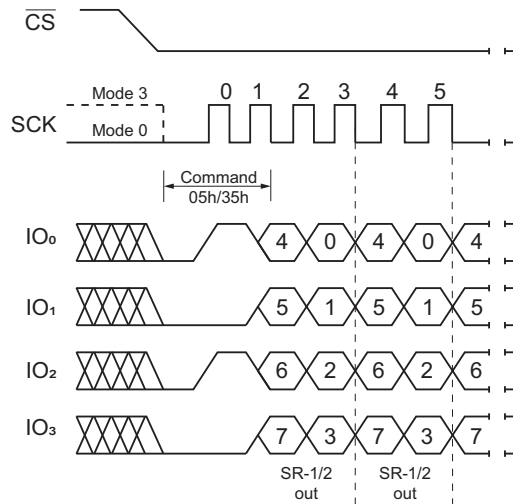 CS
Mode 3
0 1 2 3 4 5
SCK
Mode 0
Command
05h/35h
IO₀ 4 0 4 0 4
IO₁ 5 1 5 1 5
IO₂ 6 2 6 2 6
IO₃ 7 3 7 3 7
SR-1/2 SR-1/2
out out